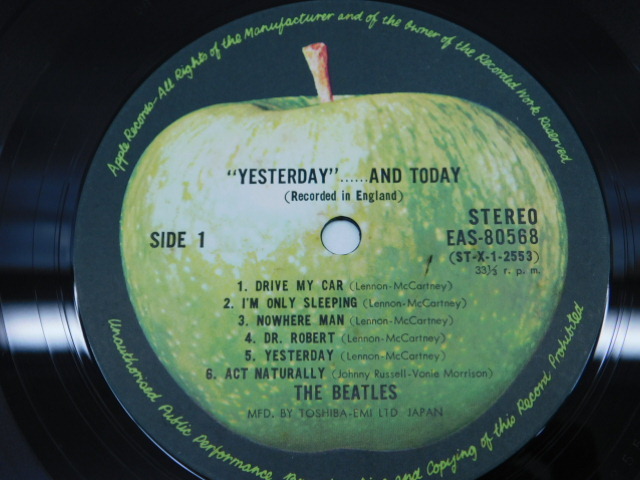 Apple Records-All Rights of the Manufacturer and of the Owner of the Recorded Work Reserved
"YESTERDAY"......AND TODAY
(Recorded in England)
SIDE 1
STEREO
EAS-80568
(ST-X-1-2553)
33⅓ r. p. m.
1. DRIVE MY CAR (Lennon-McCartney)
2. I'M ONLY SLEEPING (Lennon-McCartney)
3. NOWHERE MAN (Lennon-McCartney)
4. DR. ROBERT (Lennon-McCartney)
5. YESTERDAY (Lennon-McCartney)
6. ACT NATURALLY (Johnny Russell-Vonie Morrison)
THE BEATLES
MFD. BY TOSHIBA-EMI LTD. JAPAN
Unauthorised Public Performance and Copying of this Record Prohibited